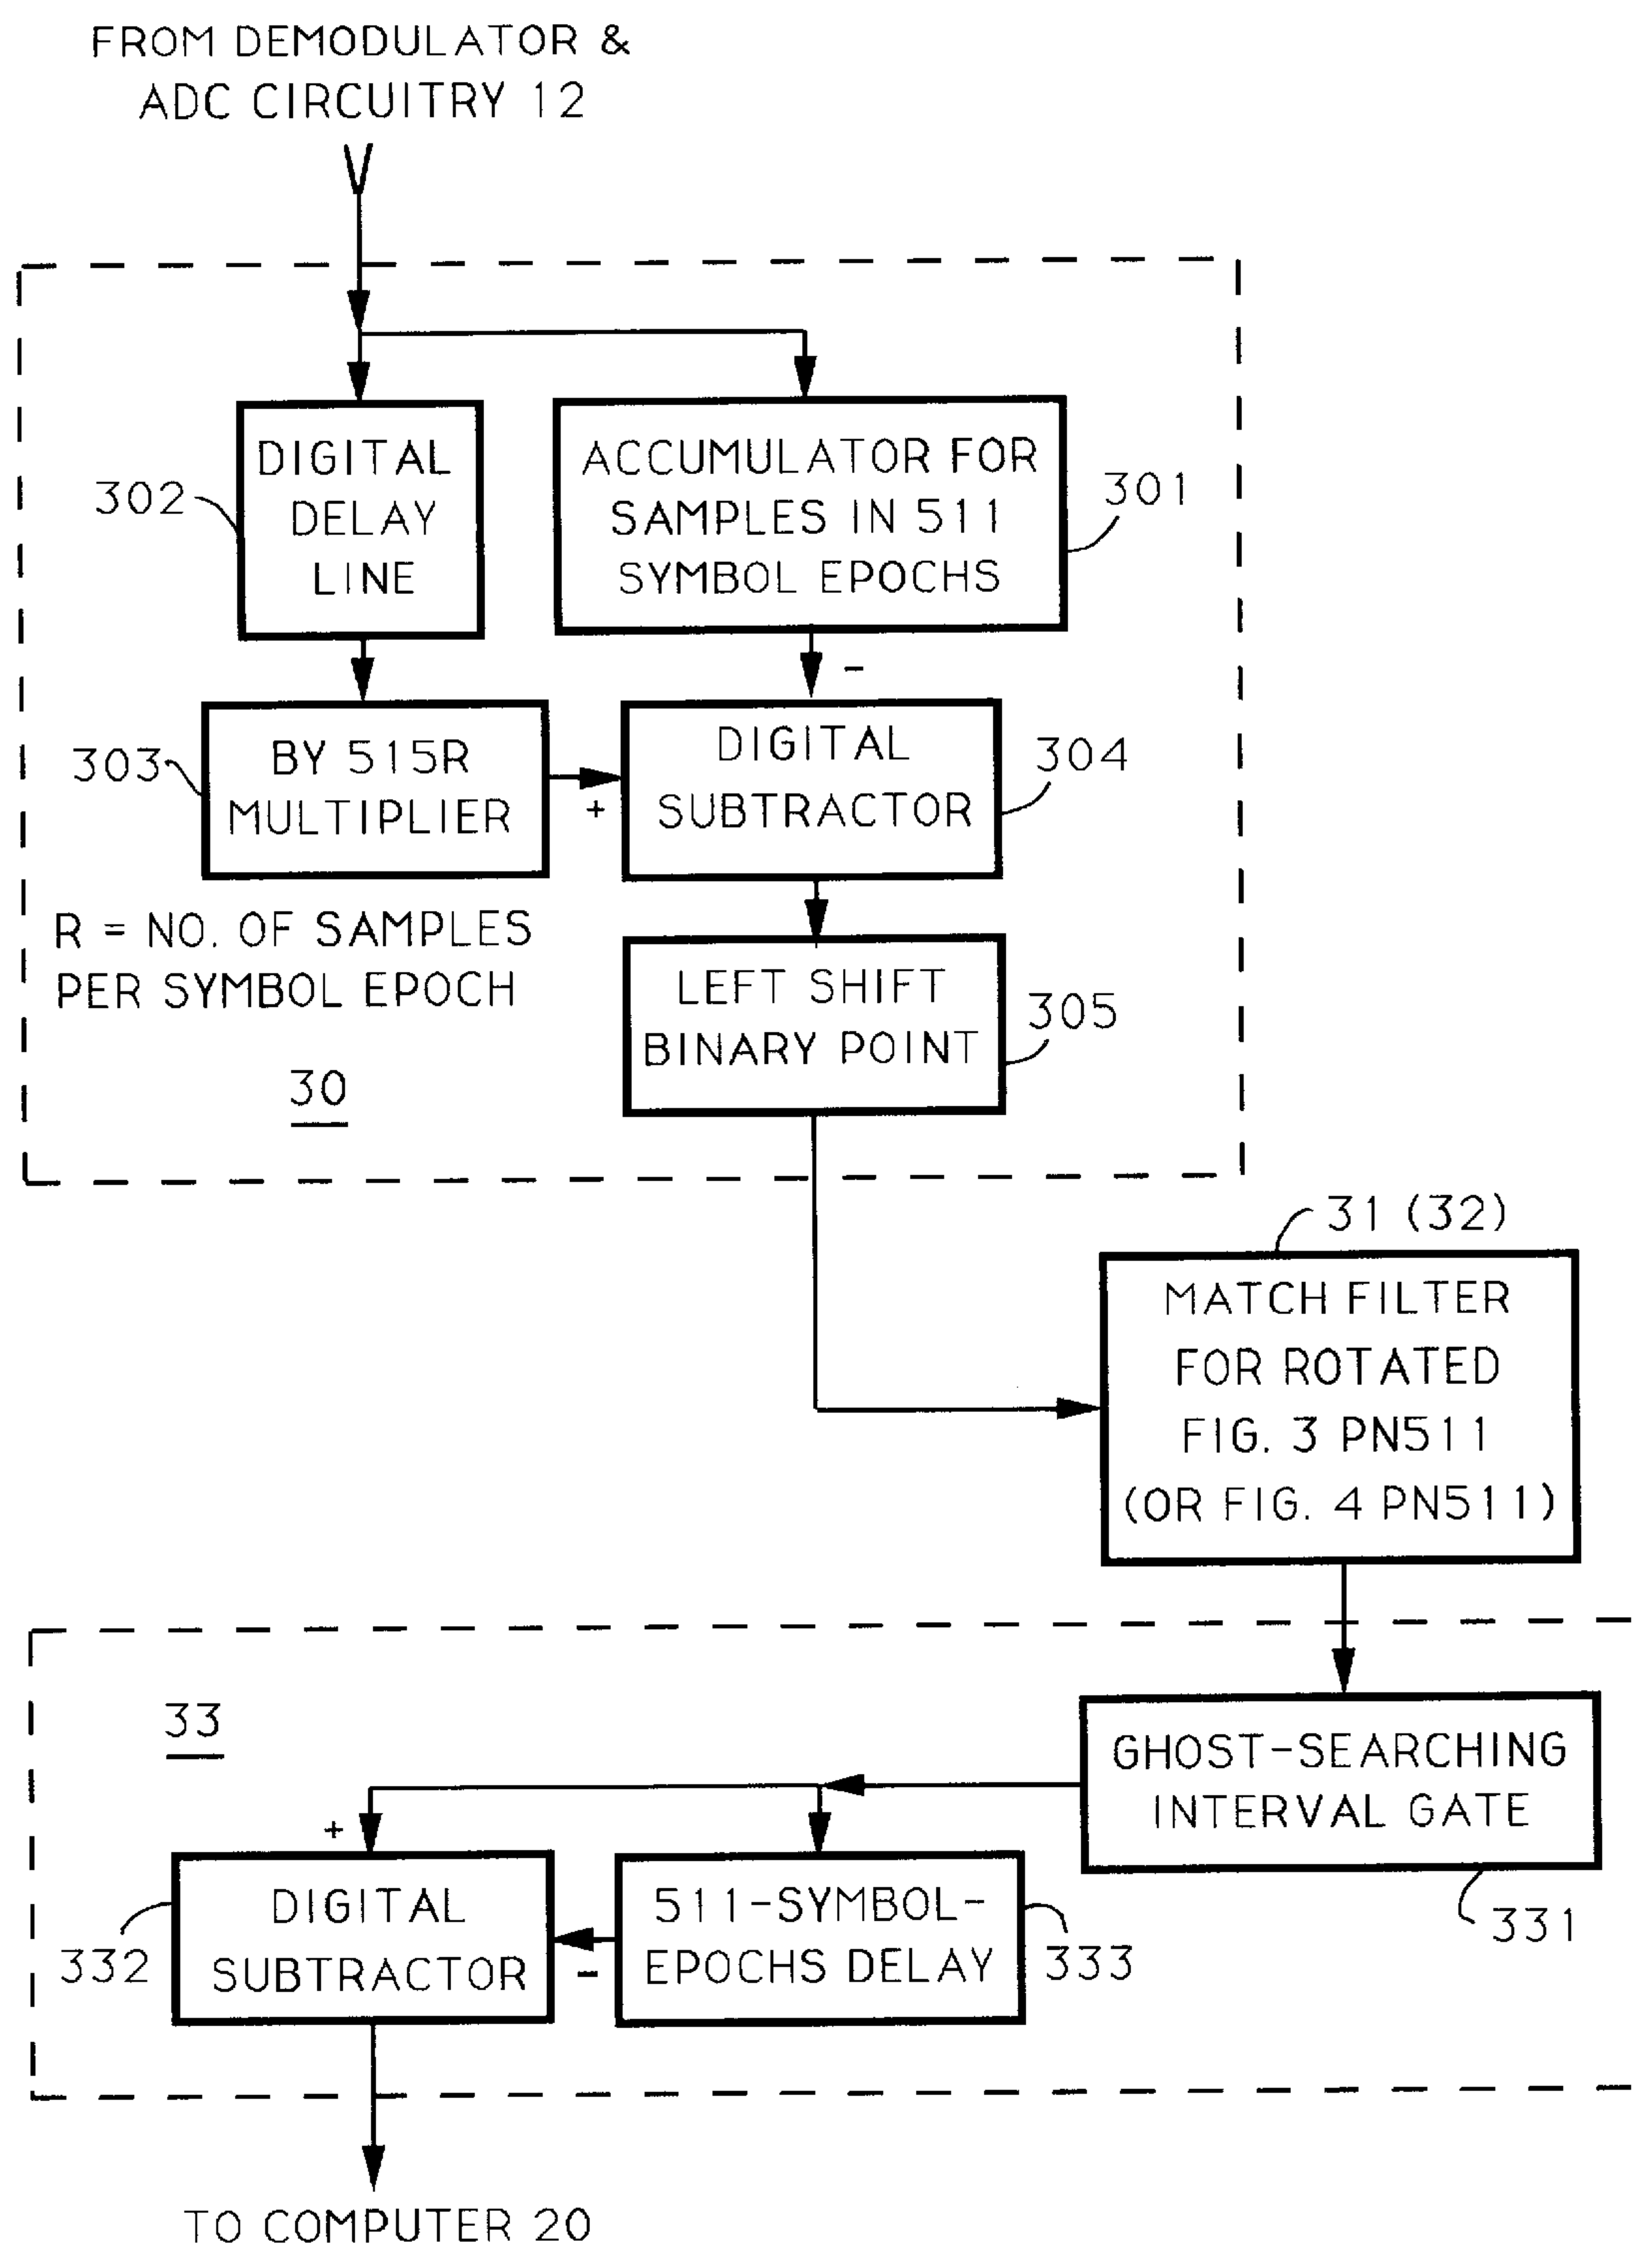 FROM DEMODULATOR &
ADC CIRCUITRY 12
DIGITAL
DELAY
LINE
302
ACCUMULATOR FOR
SAMPLES IN 511
SYMBOL EPOCHS
301
-
BY 515R
MULTIPLIER
303
+
DIGITAL
SUBTRACTOR
304
R = NO. OF SAMPLES
PER SYMBOL EPOCH
LEFT SHIFT
BINARY POINT
305
30
31 (32)
MATCH FILTER
FOR ROTATED
FIG. 3 PN511
(OR FIG. 4 PN511)
33
GHOST-SEARCHING
INTERVAL GATE
331
+
DIGITAL
SUBTRACTOR
332
-
511-SYMBOL-
EPOCHS DELAY
333
TO COMPUTER 20